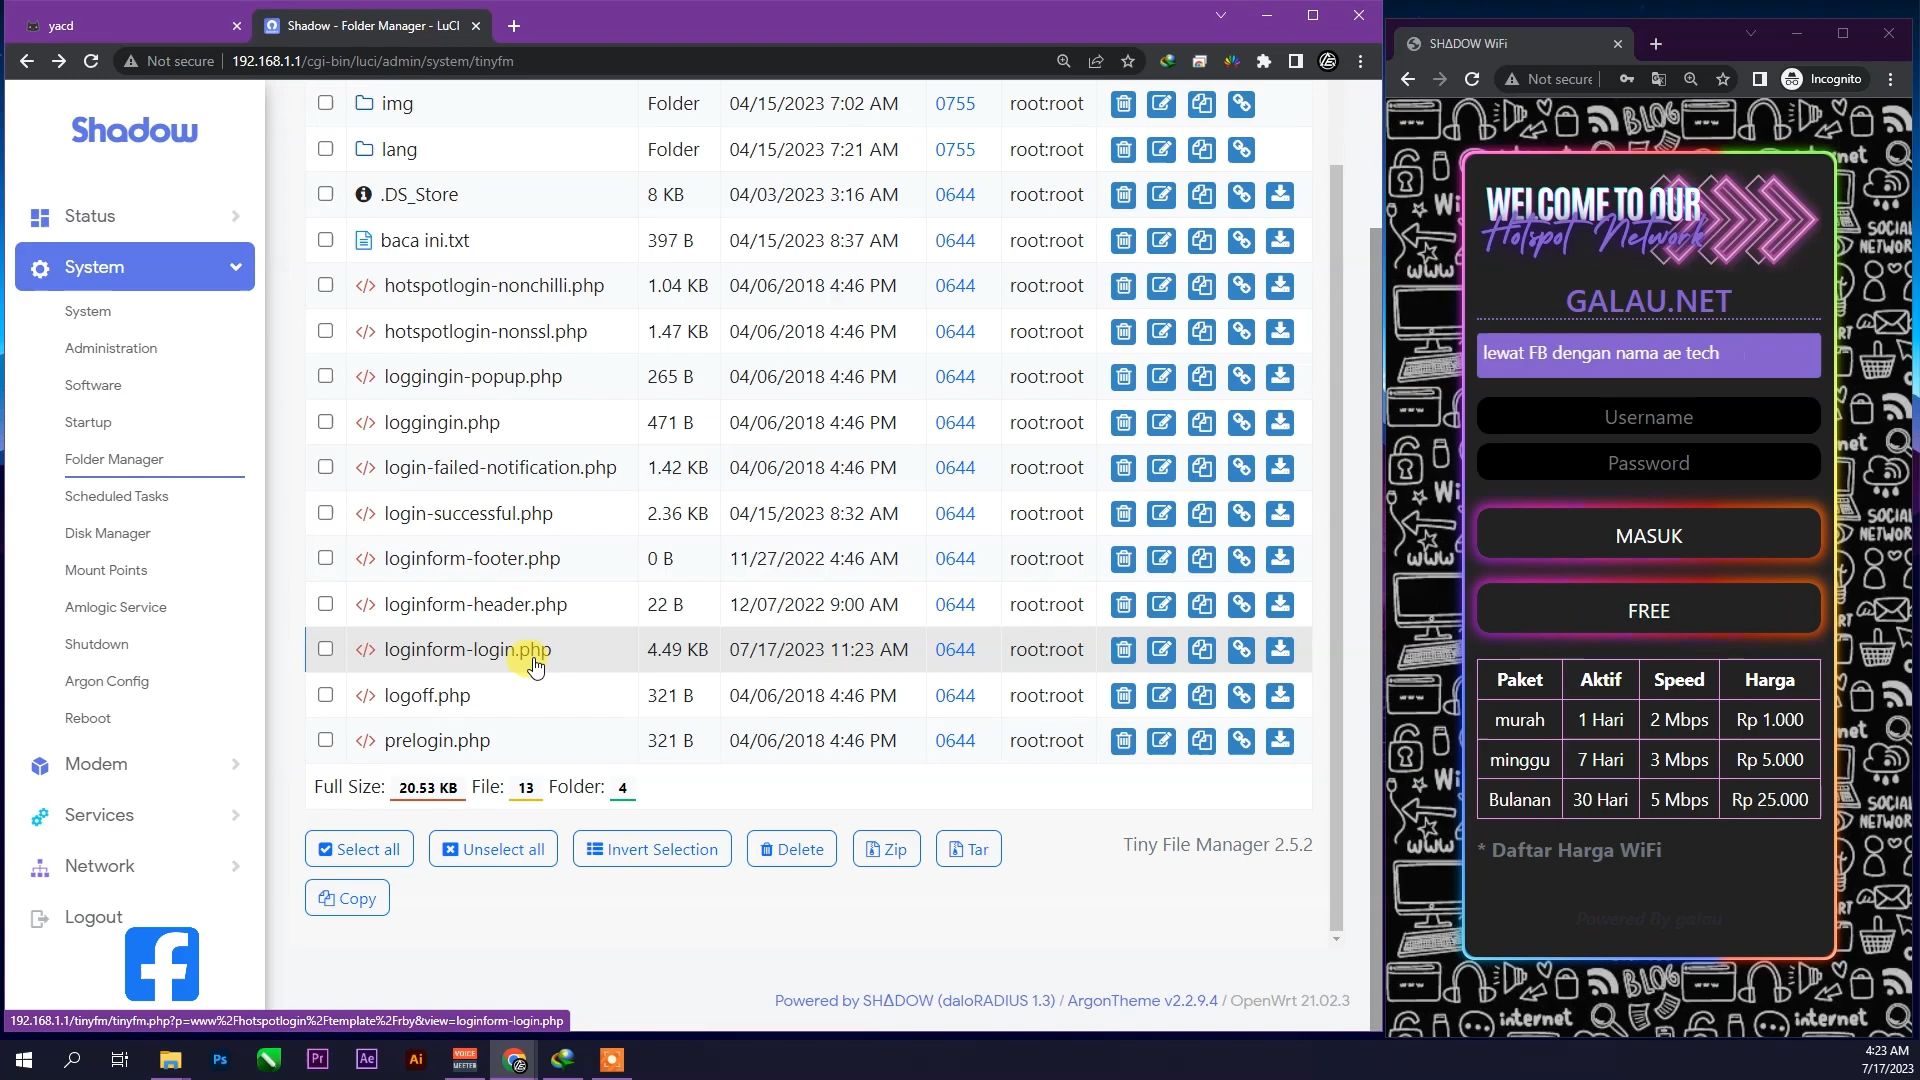 yacd
Shadow - Folder Manager - LuCI
Not secure
192.168.1.1/cgi-bin/luci/admin/system/tinyfm
Shadow
Status
System
System
Administration
Software
Startup
Folder Manager
Scheduled Tasks
Disk Manager
Mount Points
Amlogic Service
Shutdown
Argon Config
Reboot
Modem
Services
Network
Logout
img Folder 04/15/2023 7:02 AM 0755 root:root
lang Folder 04/15/2023 7:21 AM 0755 root:root
.DS_Store 8 KB 04/03/2023 3:16 AM 0644 root:root
baca ini.txt 397 B 04/15/2023 8:37 AM 0644 root:root
hotspotlogin-nonchilli.php 1.04 KB 04/06/2018 4:46 PM 0644 root:root
hotspotlogin-nonssl.php 1.47 KB 04/06/2018 4:46 PM 0644 root:root
loggingin-popup.php 265 B 04/06/2018 4:46 PM 0644 root:root
loggingin.php 471 B 04/06/2018 4:46 PM 0644 root:root
login-failed-notification.php 1.42 KB 04/06/2018 4:46 PM 0644 root:root
login-successful.php 2.36 KB 04/15/2023 8:32 AM 0644 root:root
loginform-footer.php 0 B 11/27/2022 4:46 AM 0644 root:root
loginform-header.php 22 B 12/07/2022 9:00 AM 0644 root:root
loginform-login.php 4.49 KB 07/17/2023 11:23 AM 0644 root:root
logoff.php 321 B 04/06/2018 4:46 PM 0644 root:root
prelogin.php 321 B 04/06/2018 4:46 PM 0644 root:root
Full Size: 20.53 KB File: 13 Folder: 4
Select all Unselect all Invert Selection Delete Zip Tar
Copy
Tiny File Manager 2.5.2
Powered by SHΔDOW (daloRADIUS 1.3) / ArgonTheme v2.2.9.4 / OpenWrt 21.02.3
192.168.1.1/tinyfm/tinyfm.php?p=www%2Fhotspotlogin%2Ftemplate%2Frby&view=loginform-login.php
SHΔDOW WiFi
Not secure
Incognito
WELCOME TO OUR
Hotspot Network
GALAU.NET
lewat FB dengan nama ae tech
Username
Password
MASUK
FREE
Paket Aktif Speed Harga
murah 1 Hari 2 Mbps Rp 1.000
minggu 7 Hari 3 Mbps Rp 5.000
Bulanan 30 Hari 5 Mbps Rp 25.000
* Daftar Harga WiFi
Powered By galau
BLOG
www
internet
internet
Ps
Pr
Ae
Ai
VOICE
MEETER
4:23 AM
7/17/2023